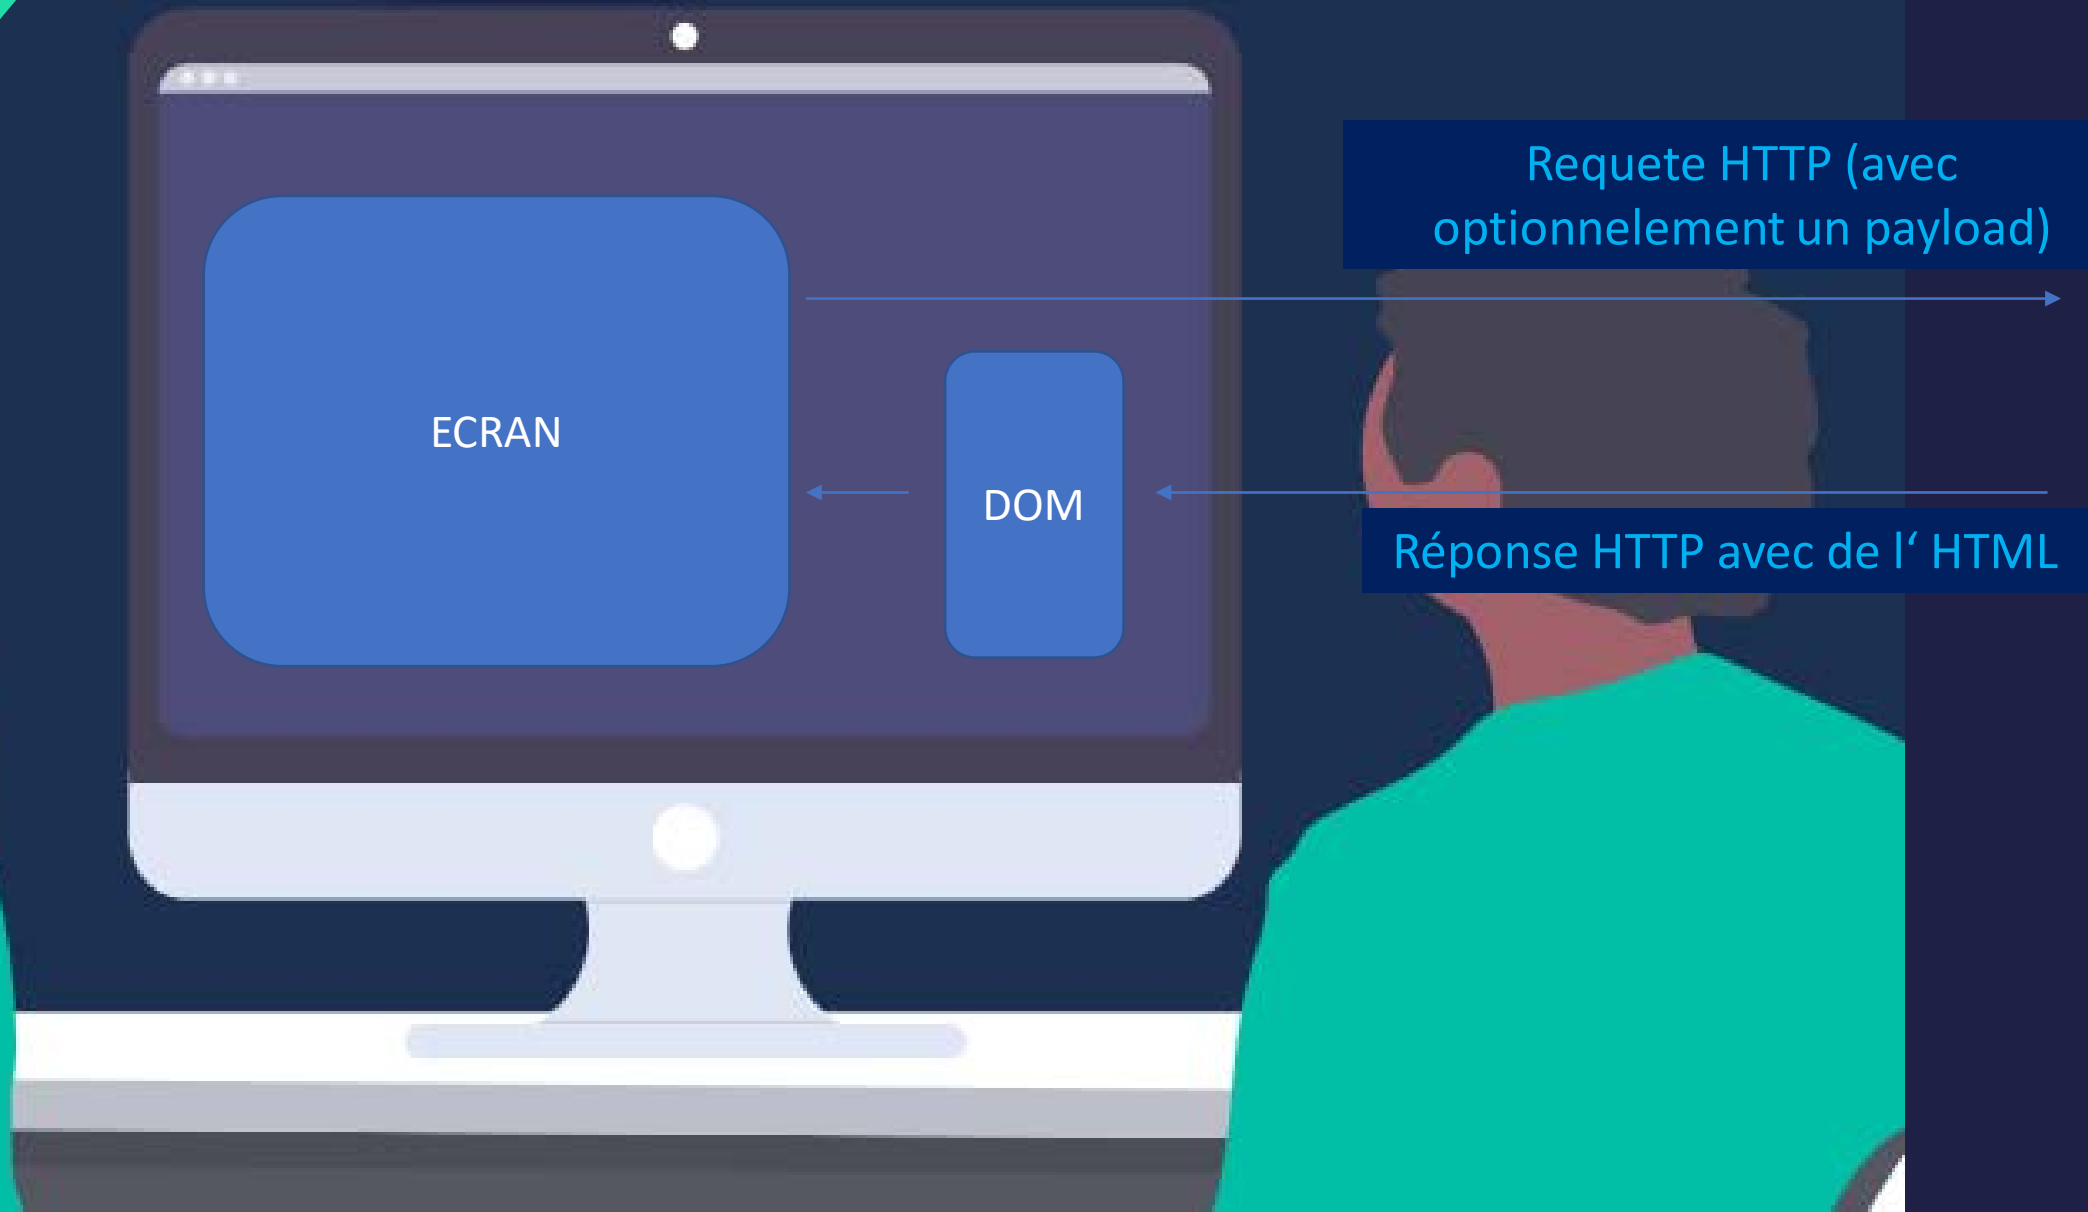 Requete HTTP (avec
optionnelement un payload)
ECRAN
DOM
Réponse HTTP avec de l‘ HTML